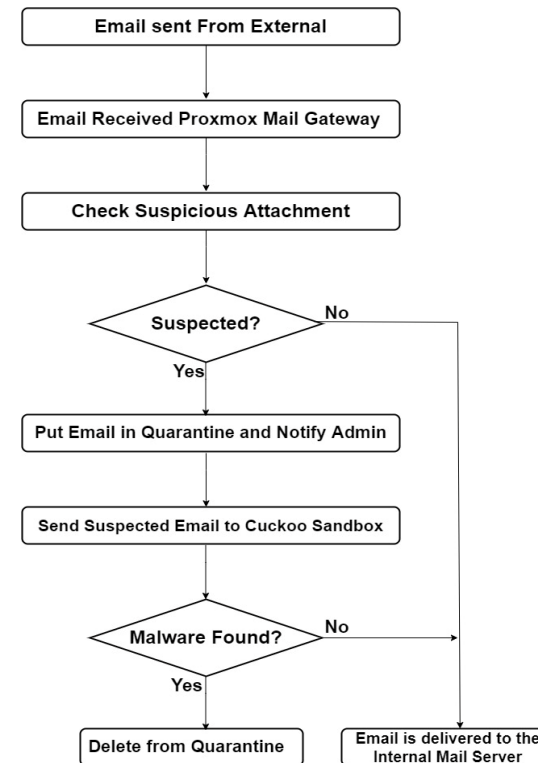 Email sent From External
Email Received Proxmox Mail Gateway
Check Suspicious Attachment
Suspected?
No
Yes
Put Email in Quarantine and Notify Admin
Send Suspected Email to Cuckoo Sandbox
Malware Found?
No
Yes
Delete from Quarantine
Email is delivered to the
Internal Mail Server